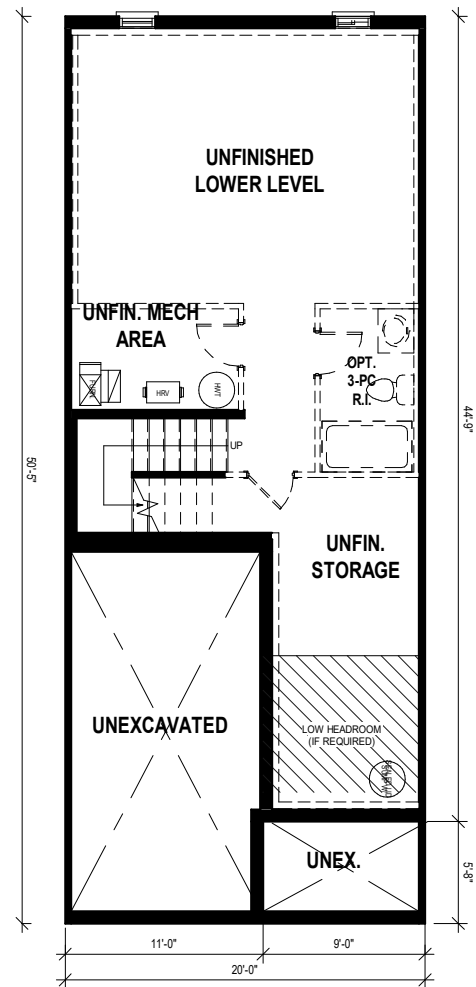 UNFINISHED
LOWER LEVEL
UNFIN. MECH
AREA
OPT.
3-PC
R.I.
FURN
HRV
HWT
UP
44'-9"
50'-5"
UNFIN.
STORAGE
UNEXCAVATED
LOW HEADROOM
(IF REQUIRED)
UNEX.
5'-8"
11'-0"
9'-0"
20'-0"